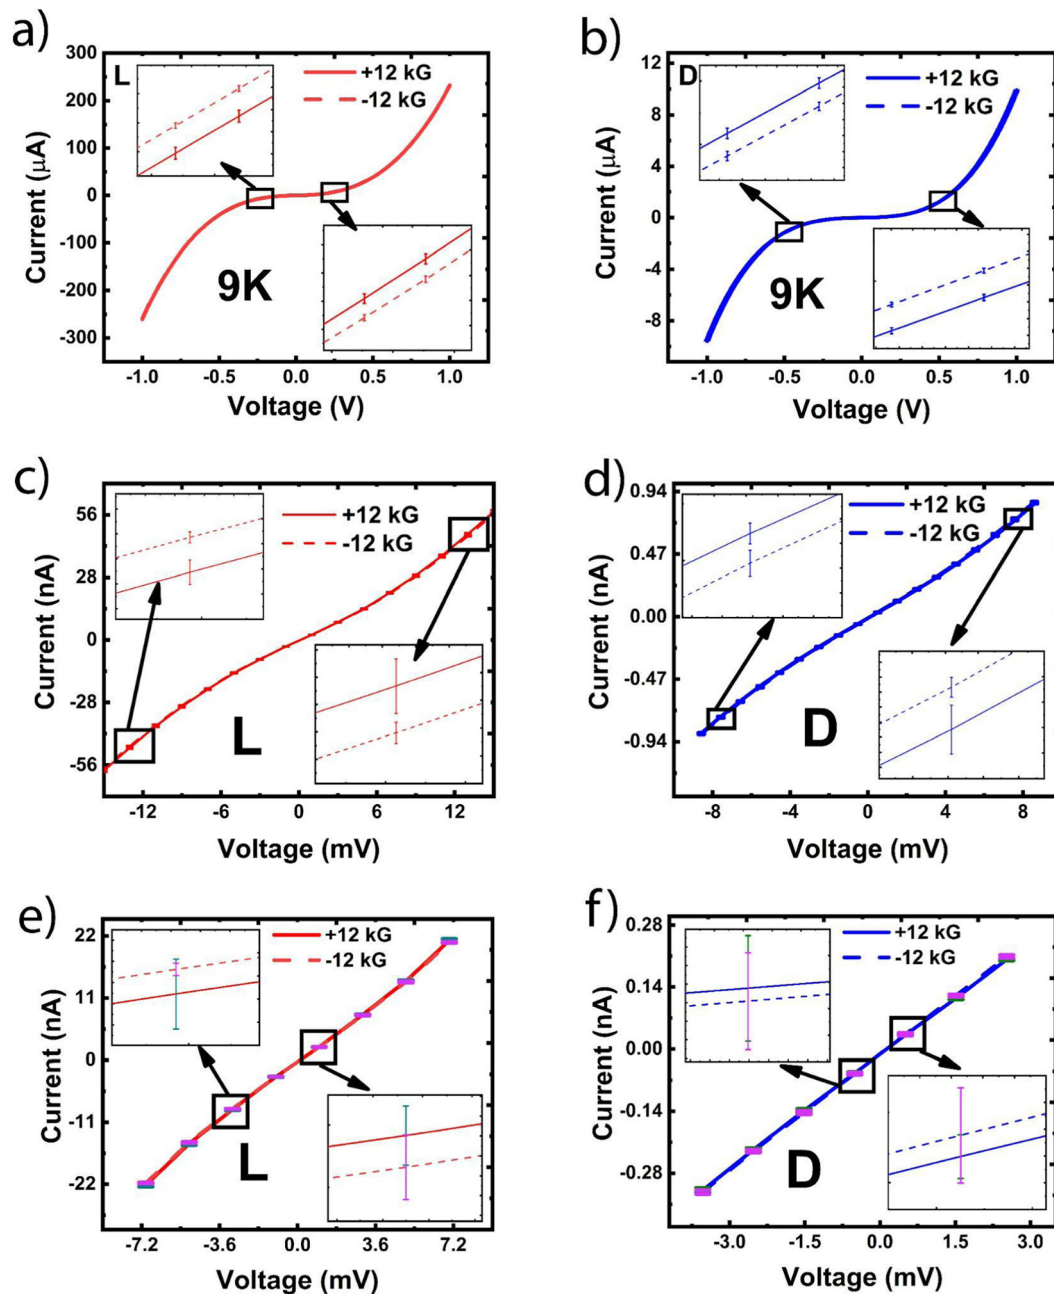 a)
L
+12 kG
-12 kG
300
200
100
0
-100
-200
-300
Current (μA)
9K
-1.0 -0.5 0.0 0.5 1.0
Voltage (V)
b)
D
+12 kG
-12 kG
12
8
4
0
-4
-8
Current (μA)
9K
-1.0 -0.5 0.0 0.5 1.0
Voltage (V)
c)
+12 kG
-12 kG
56
28
0
-28
-56
Current (nA)
L
-12 -6 0 6 12
Voltage (mV)
d)
+12 kG
-12 kG
0.94
0.47
0.00
-0.47
-0.94
Current (nA)
D
-8 -4 0 4 8
Voltage (mV)
e)
+12 kG
-12 kG
22
11
0
-11
-22
Current (nA)
L
-7.2 -3.6 0.0 3.6 7.2
Voltage (mV)
f)
+12 kG
-12 kG
0.28
0.14
0.00
-0.14
-0.28
Current (nA)
D
-3.0 -1.5 0.0 1.5 3.0
Voltage (mV)